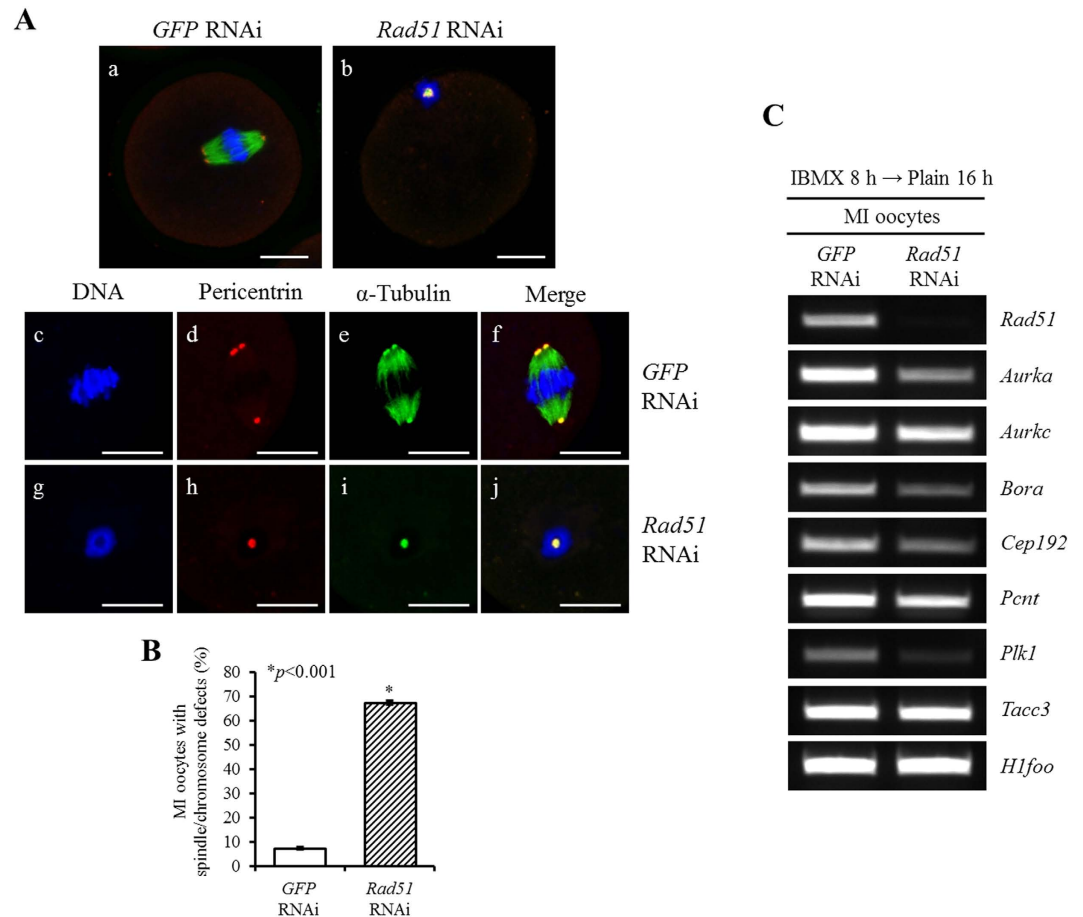 A
GFP RNAi
Rad51 RNAi
a
b
DNA
Pericentrin
α-Tubulin
Merge
c
d
e
f
GFP
RNAi
g
h
i
j
Rad51
RNAi
B
MI oocytes with
spindle/chromosome defects (%)
80
70
60
50
40
30
20
10
0
*p<0.001
*
GFP
RNAi
Rad51
RNAi
C
IBMX 8 h → Plain 16 h
MI oocytes
GFP
RNAi
Rad51
RNAi
Rad51
Aurka
Aurkc
Bora
Cep192
Pcnt
Plk1
Tacc3
H1foo